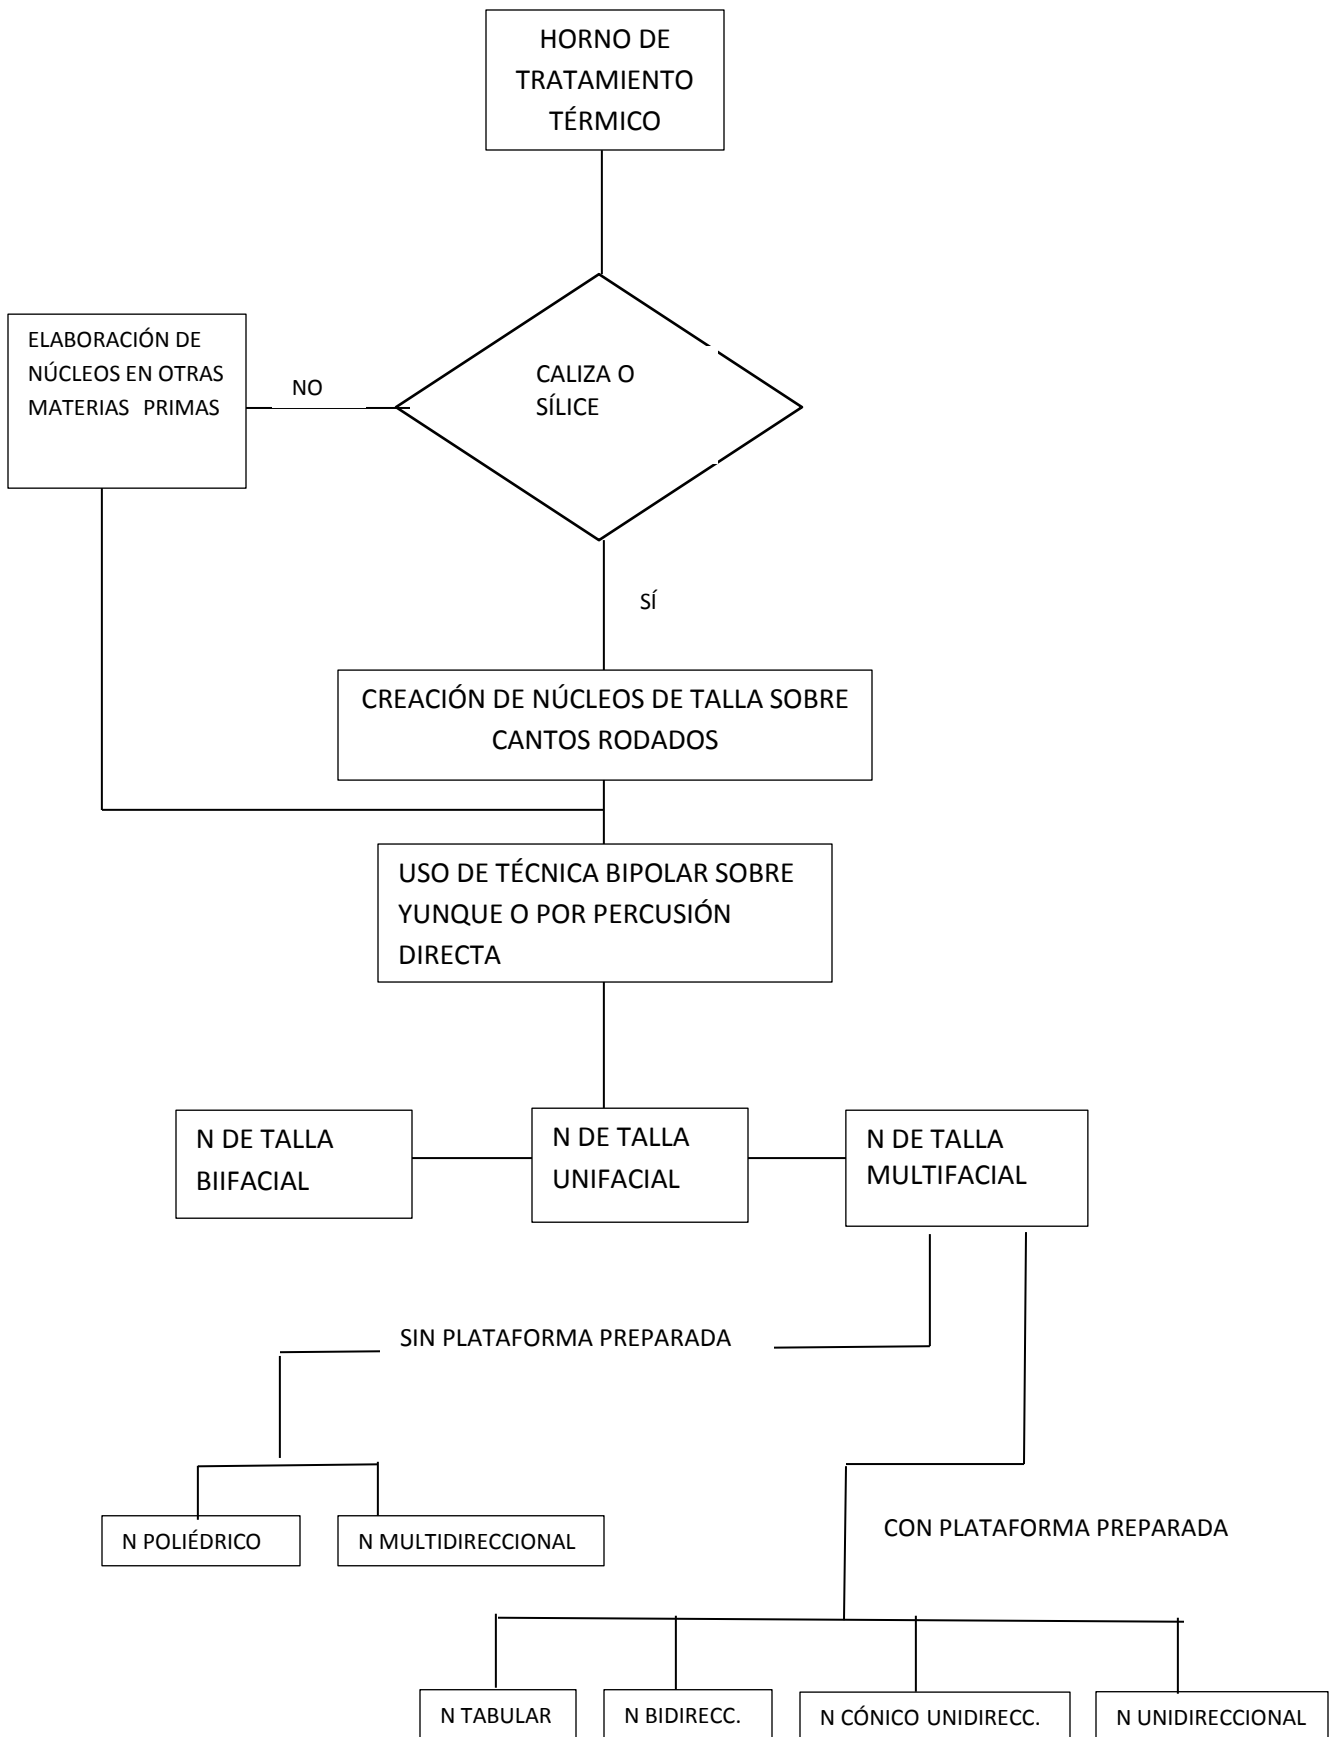 HORNO DE
TRATAMIENTO
TÉRMICO
ELABORACIÓN DE
NÚCLEOS EN OTRAS
MATERIAS PRIMAS
NO
CALIZA O
SÍLICE
SÍ
CREACIÓN DE NÚCLEOS DE TALLA SOBRE
CANTOS RODADOS
USO DE TÉCNICA BIPOLAR SOBRE
YUNQUE O POR PERCUSIÓN
DIRECTA
N DE TALLA
BIIFACIAL
N DE TALLA
UNIFACIAL
N DE TALLA
MULTIFACIAL
SIN PLATAFORMA PREPARADA
N POLIÉDRICO
N MULTIDIRECCIONAL
CON PLATAFORMA PREPARADA
N TABULAR
N BIDIRECC.
N CÓNICO UNIDIRECC.
N UNIDIRECCIONAL